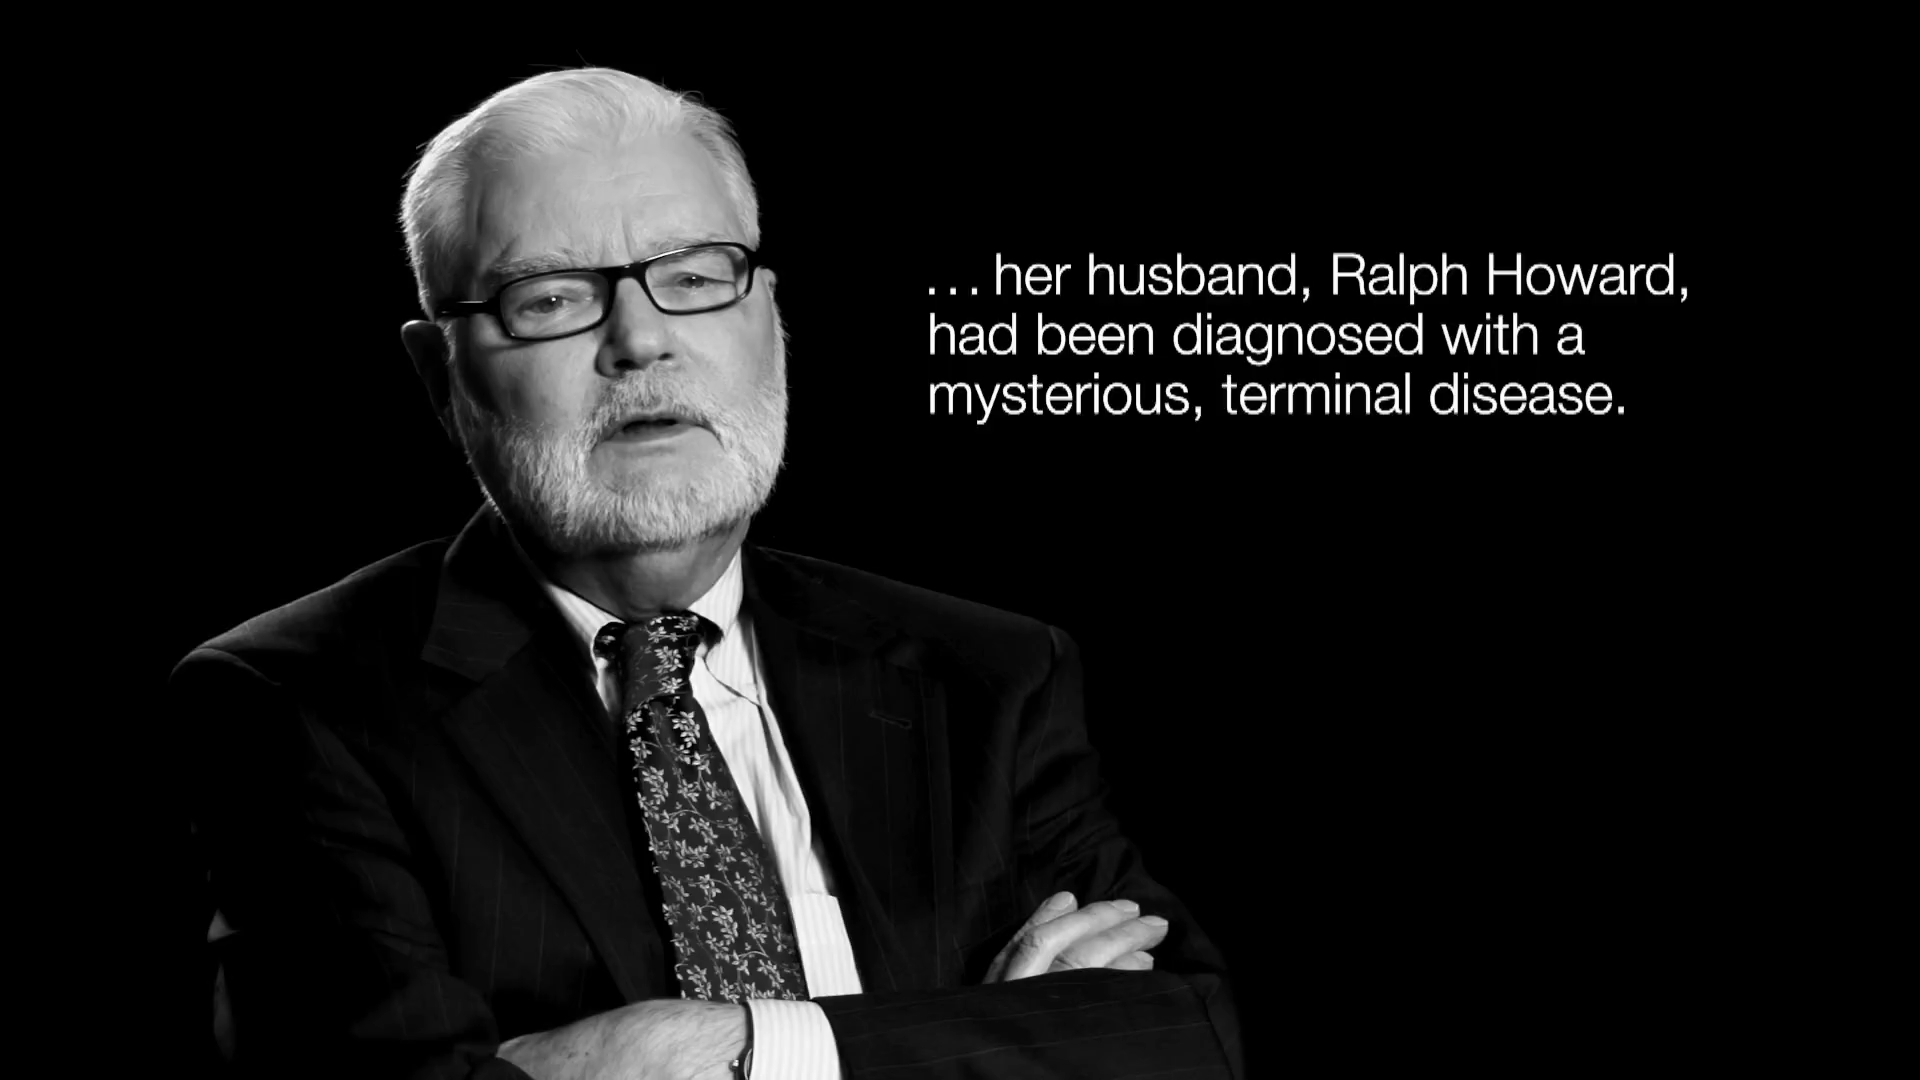 ... her husband, Ralph Howard,
had been diagnosed with a
mysterious, terminal disease.